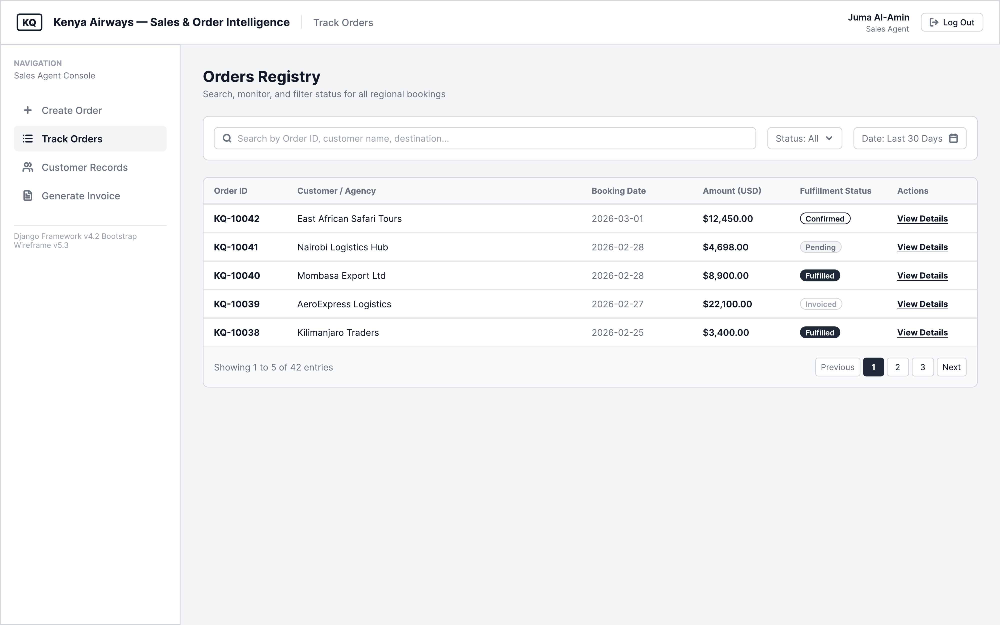 KQ
Kenya Airways — Sales & Order Intelligence
Track Orders
Juma Al-Amin
Sales Agent
Log Out
NAVIGATION
Sales Agent Console
Create Order
Track Orders
Customer Records
Generate Invoice
Django Framework v4.2 Bootstrap
Wireframe v5.3
Orders Registry
Search, monitor, and filter status for all regional bookings
Search by Order ID, customer name, destination...
Status: All
Date: Last 30 Days
Order ID Customer / Agency Booking Date Amount (USD) Fulfillment Status Actions
KQ-10042 East African Safari Tours 2026-03-01 $12,450.00 Confirmed View Details
KQ-10041 Nairobi Logistics Hub 2026-02-28 $4,698.00 Pending View Details
KQ-10040 Mombasa Export Ltd 2026-02-28 $8,900.00 Fulfilled View Details
KQ-10039 AeroExpress Logistics 2026-02-27 $22,100.00 Invoiced View Details
KQ-10038 Kilimanjaro Traders 2026-02-25 $3,400.00 Fulfilled View Details
Showing 1 to 5 of 42 entries
Previous 1 2 3 Next